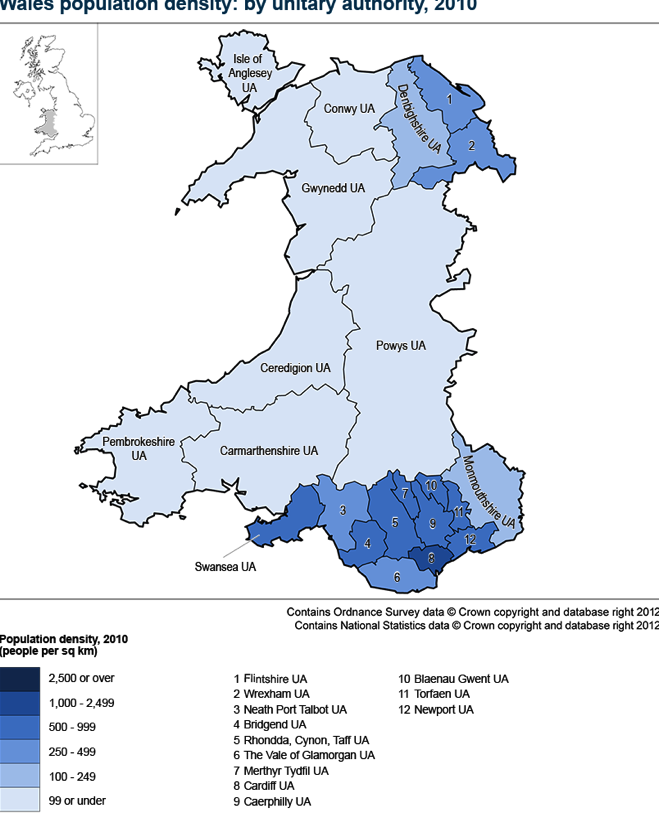 Wales population density: by unitary authority, 2010
Isle of
Anglesey
UA
Conwy UA
Denbighshire UA
1
2
Gwynedd UA
Powys UA
Ceredigion UA
Pembrokeshire
UA
Carmarthenshire UA
Monmouthshire UA
3
7
10
11
5
9
4
12
8
6
Swansea UA
Contains Ordnance Survey data © Crown copyright and database right 2012
Contains National Statistics data © Crown copyright and database right 2012
Population density, 2010
(people per sq km)
2,500 or over
1,000 - 2,499
500 - 999
250 - 499
100 - 249
99 or under
1 Flintshire UA
2 Wrexham UA
3 Neath Port Talbot UA
4 Bridgend UA
5 Rhondda, Cynon, Taff UA
6 The Vale of Glamorgan UA
7 Merthyr Tydfil UA
8 Cardiff UA
9 Caerphilly UA
10 Blaenau Gwent UA
11 Torfaen UA
12 Newport UA